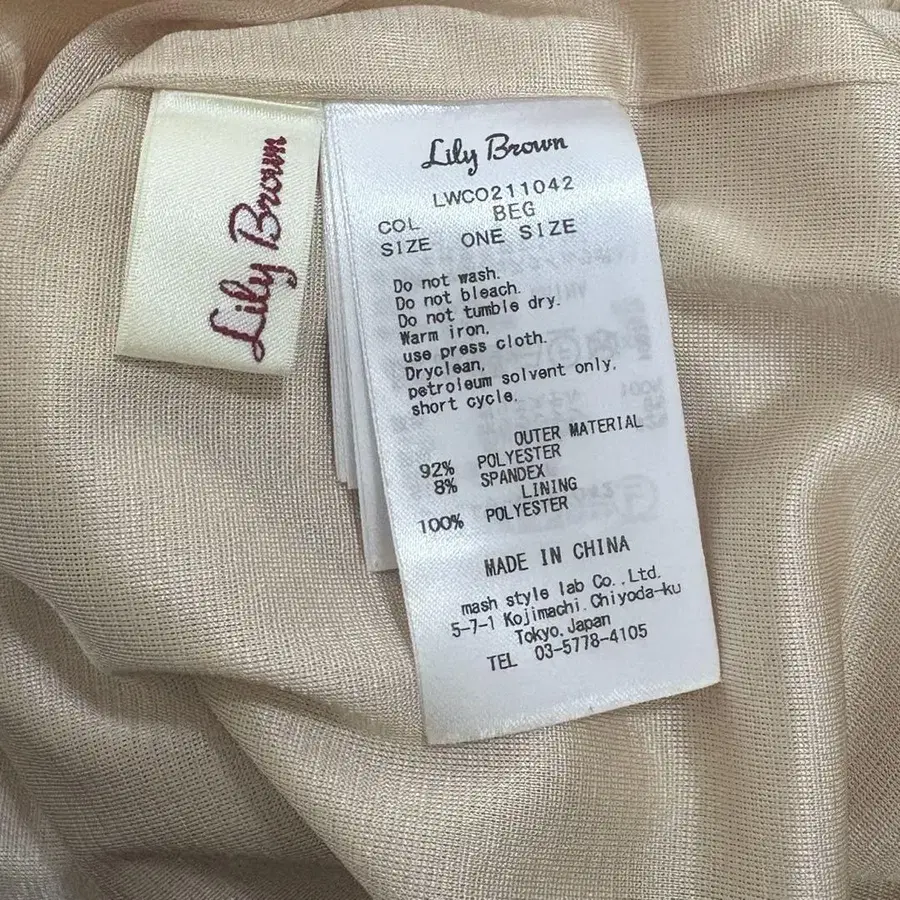 Lily Brown
Lily Brown
LWCO211042
COL BEG
SIZE ONE SIZE
Do not wash.
Do not bleach.
Do not tumble dry.
Warm iron,
use press cloth.
Dryclean,
petroleum solvent only,
short cycle.
OUTER MATERIAL
92% POLYESTER
8% SPANDEX
LINING
100% POLYESTER
MADE IN CHINA
mash style lab Co.,Ltd.
5-7-1 Kojimachi,Chiyoda-ku
Tokyo,Japan
TEL 03-5778-4105